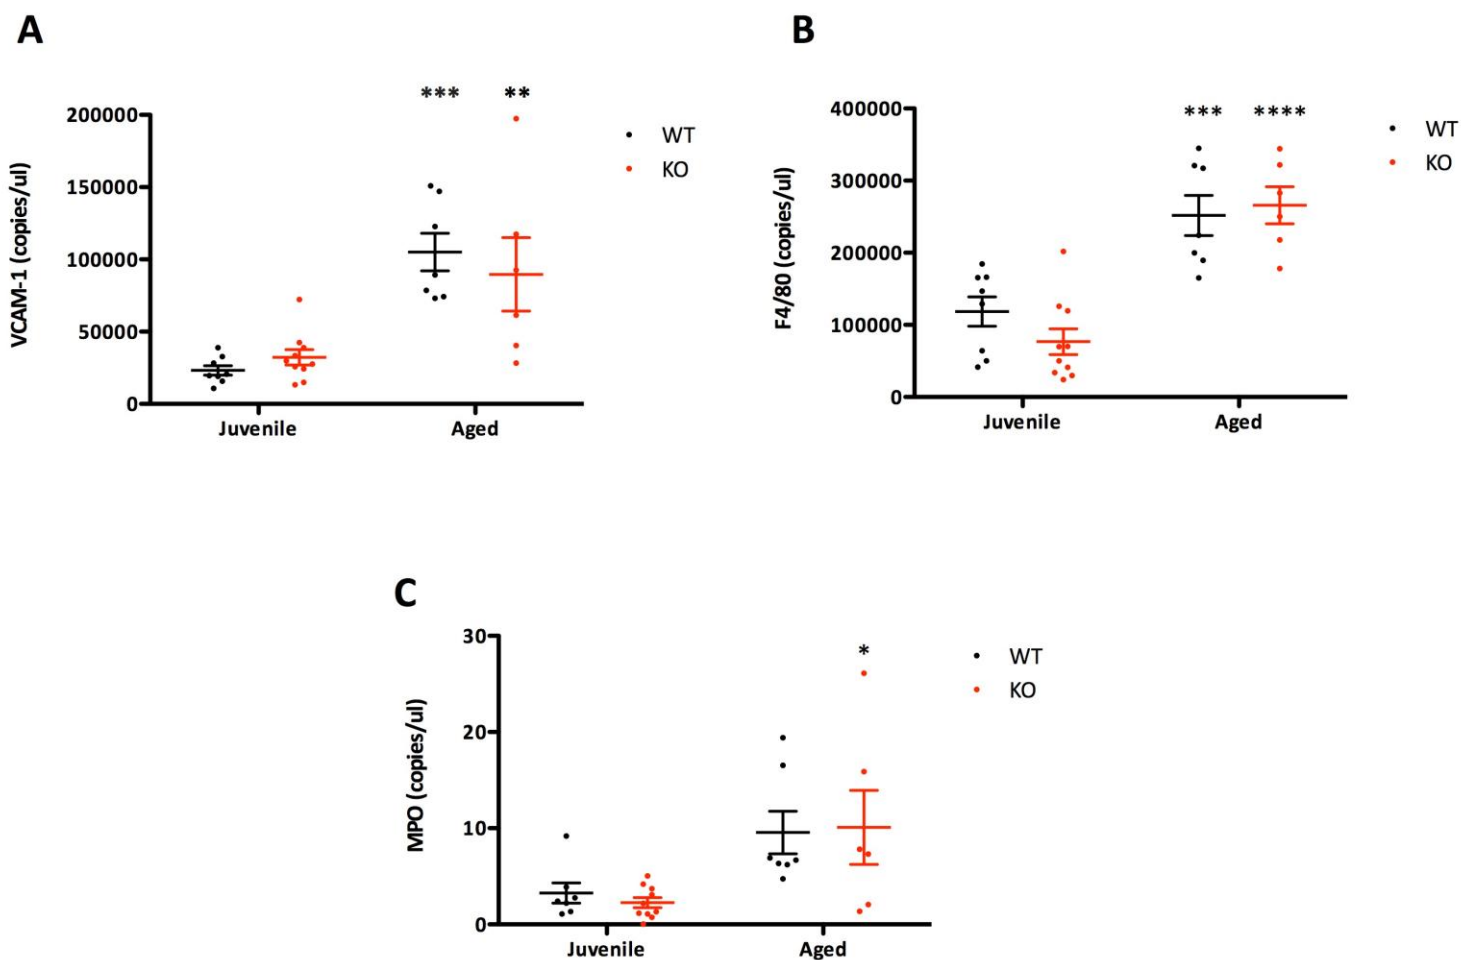 A
VCAM-1 (copies/ul)
200000
150000
100000
50000
0
*** **
Juvenile Aged
WT
KO
B
F4/80 (copies/ul)
400000
300000
200000
100000
0
*** ****
Juvenile Aged
WT
KO
C
MPO (copies/ul)
30
20
10
0
*
Juvenile Aged
WT
KO